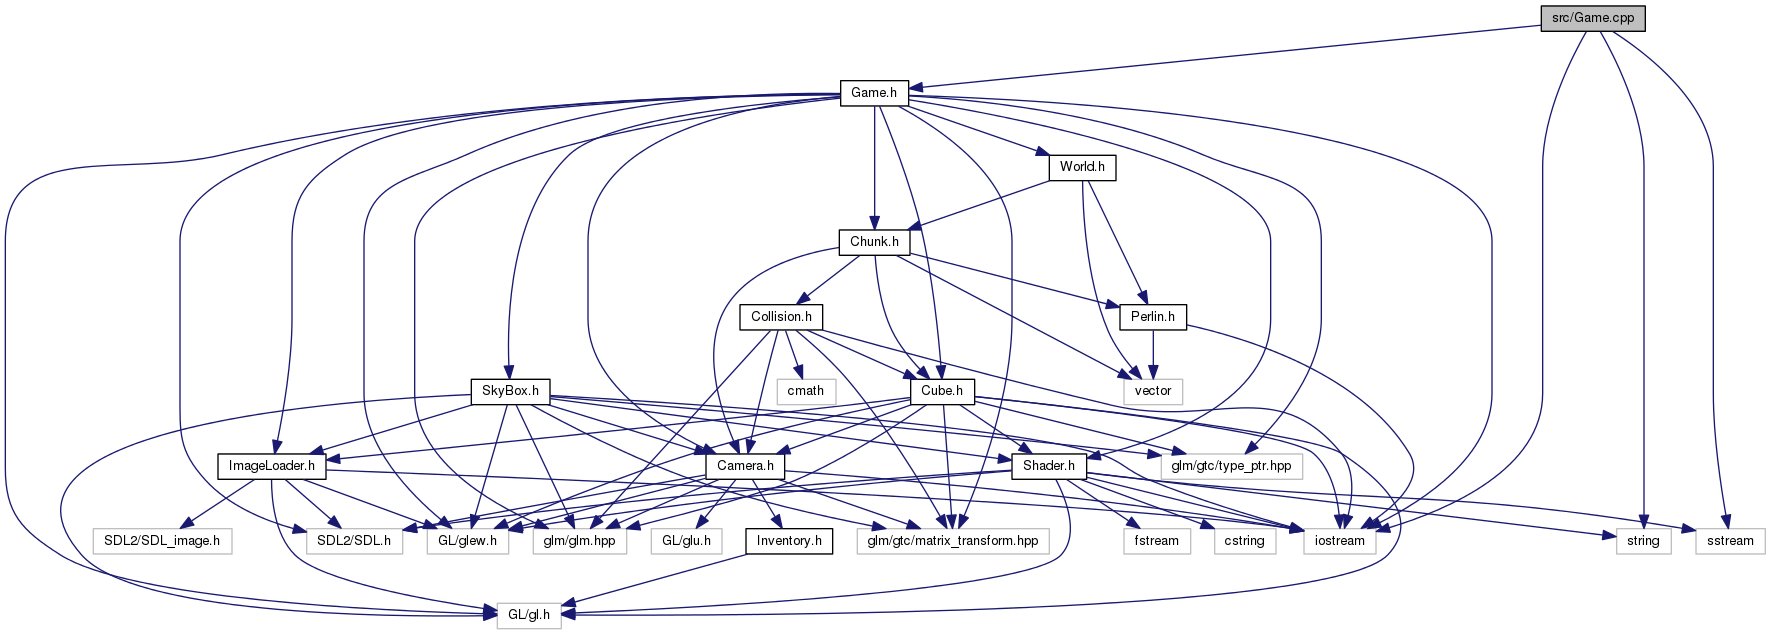 src/Game.cpp
Game.h
World.h
Chunk.h
Collision.h
Perlin.h
SkyBox.h
cmath
Cube.h
vector
ImageLoader.h
Camera.h
Shader.h
glm/gtc/type_ptr.hpp
SDL2/SDL_image.h
SDL2/SDL.h
GL/glew.h
glm/glm.hpp
GL/glu.h
Inventory.h
glm/gtc/matrix_transform.hpp
fstream
cstring
iostream
string
sstream
GL/gl.h